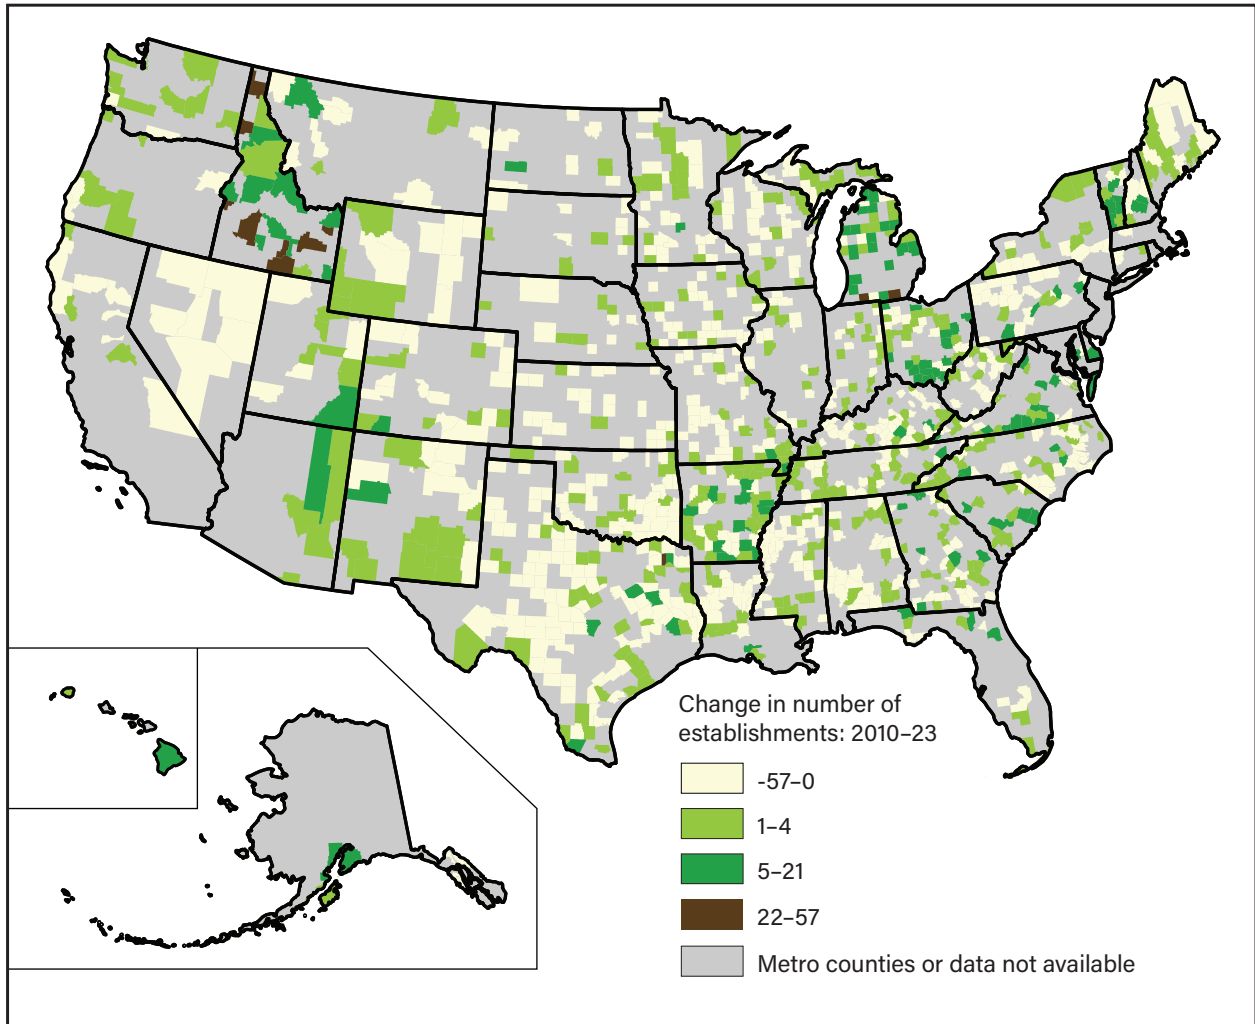 Change in number of
establishments: 2010–23
-57–0
1–4
5–21
22–57
Metro counties or data not available